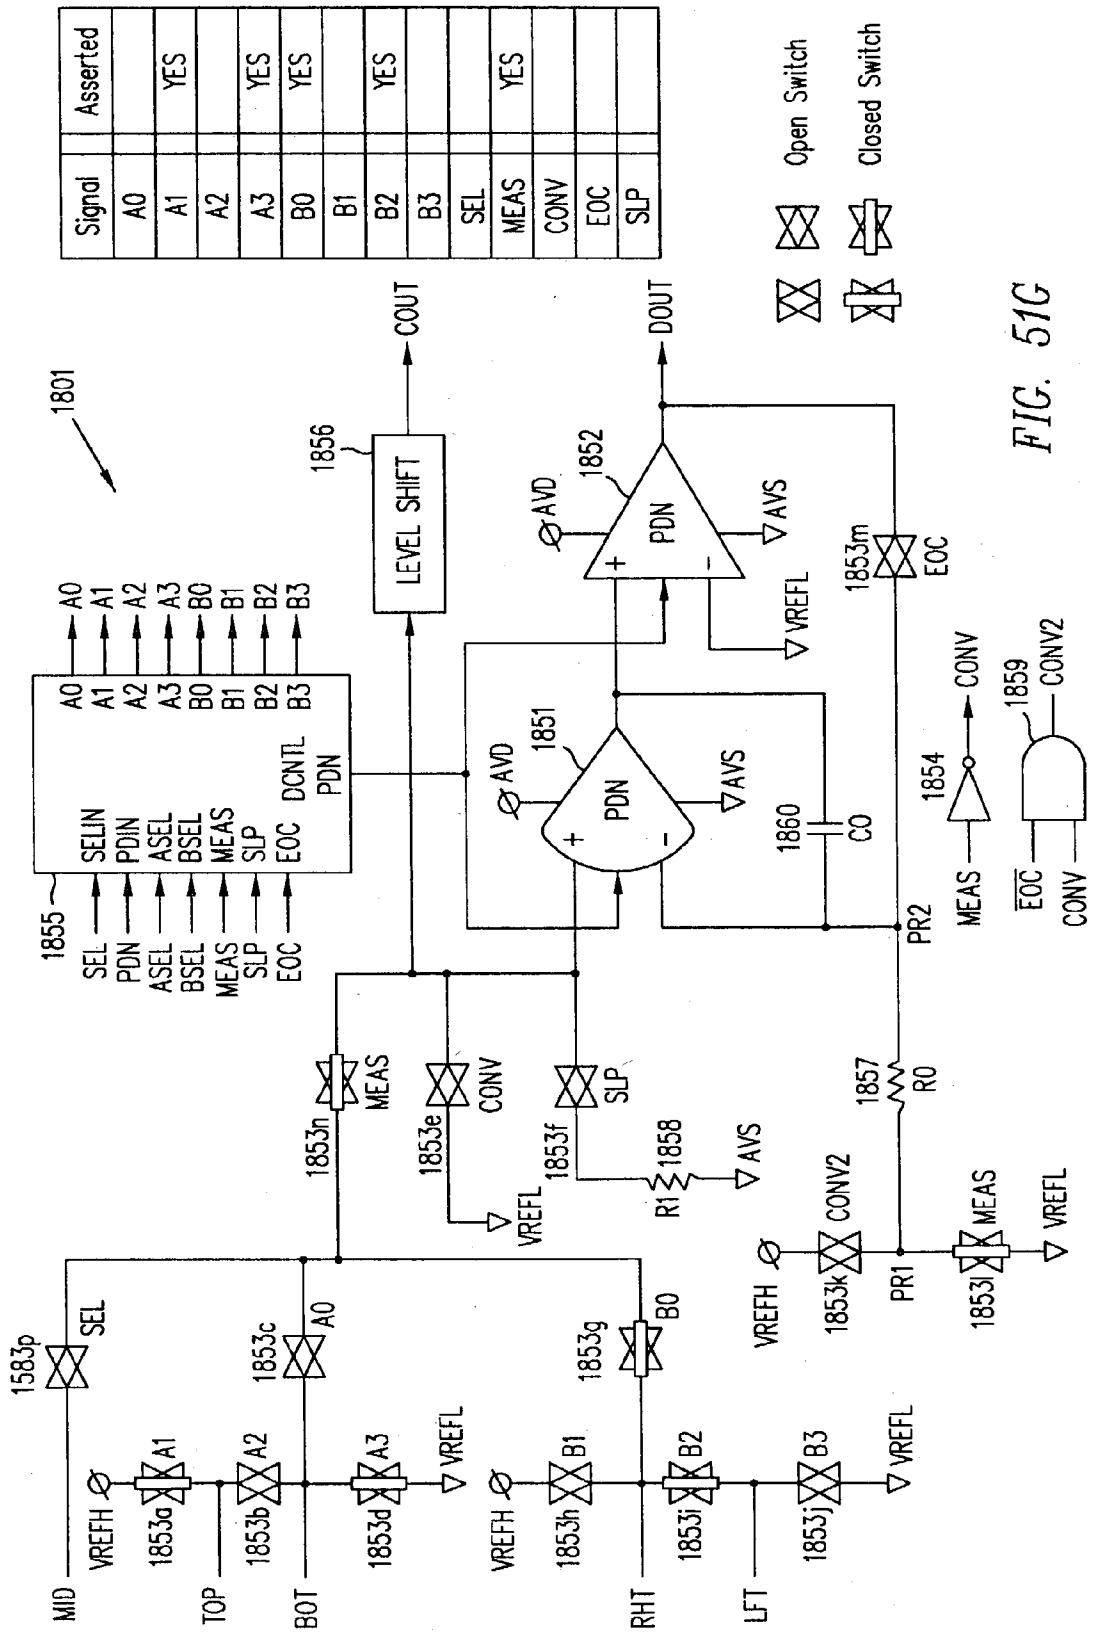 1801
1855
SEL SELIN A0 A0
PDN PDIN A1 A1
ASEL ASEL A2 A2
BSEL BSEL A3 A3
MEAS MEAS B0 B0
SLP SLP B1 B1
EOC EOC B2 B2
DCNTL B3 B3
PDN
Signal Asserted
A0
A1 YES
A2
A3 YES
B0 YES
B1
B2 YES
B3
SEL
MEAS YES
CONV
EOC
SLP
1856
LEVEL SHIFT
COUT
MID
1583p
SEL
VREFH
1853a
A1
TOP
1853b
A2
BOT
1853c
A0
1853d
A3
VREFL
VREFH
1853h
B1
RHT
1853g
B0
1853i
B2
LFT
1853j
B3
VREFL
1853n
MEAS
1853e
CONV
VREFL
1853f
SLP
R1
1858
AVS
AVD
1851
+
PDN
-
AVS
1860
CO
AVD
1852
+
PDN
-
AVS
VREFL
DOUT
1853m
EOC
VREFH
1853k
CONV2
PR1
1853l
MEAS
VREFL
1857
R0
PR2
MEAS
1854
CONV
EOC
CONV
1859
CONV2
Open Switch
Closed Switch
FIG. 51G